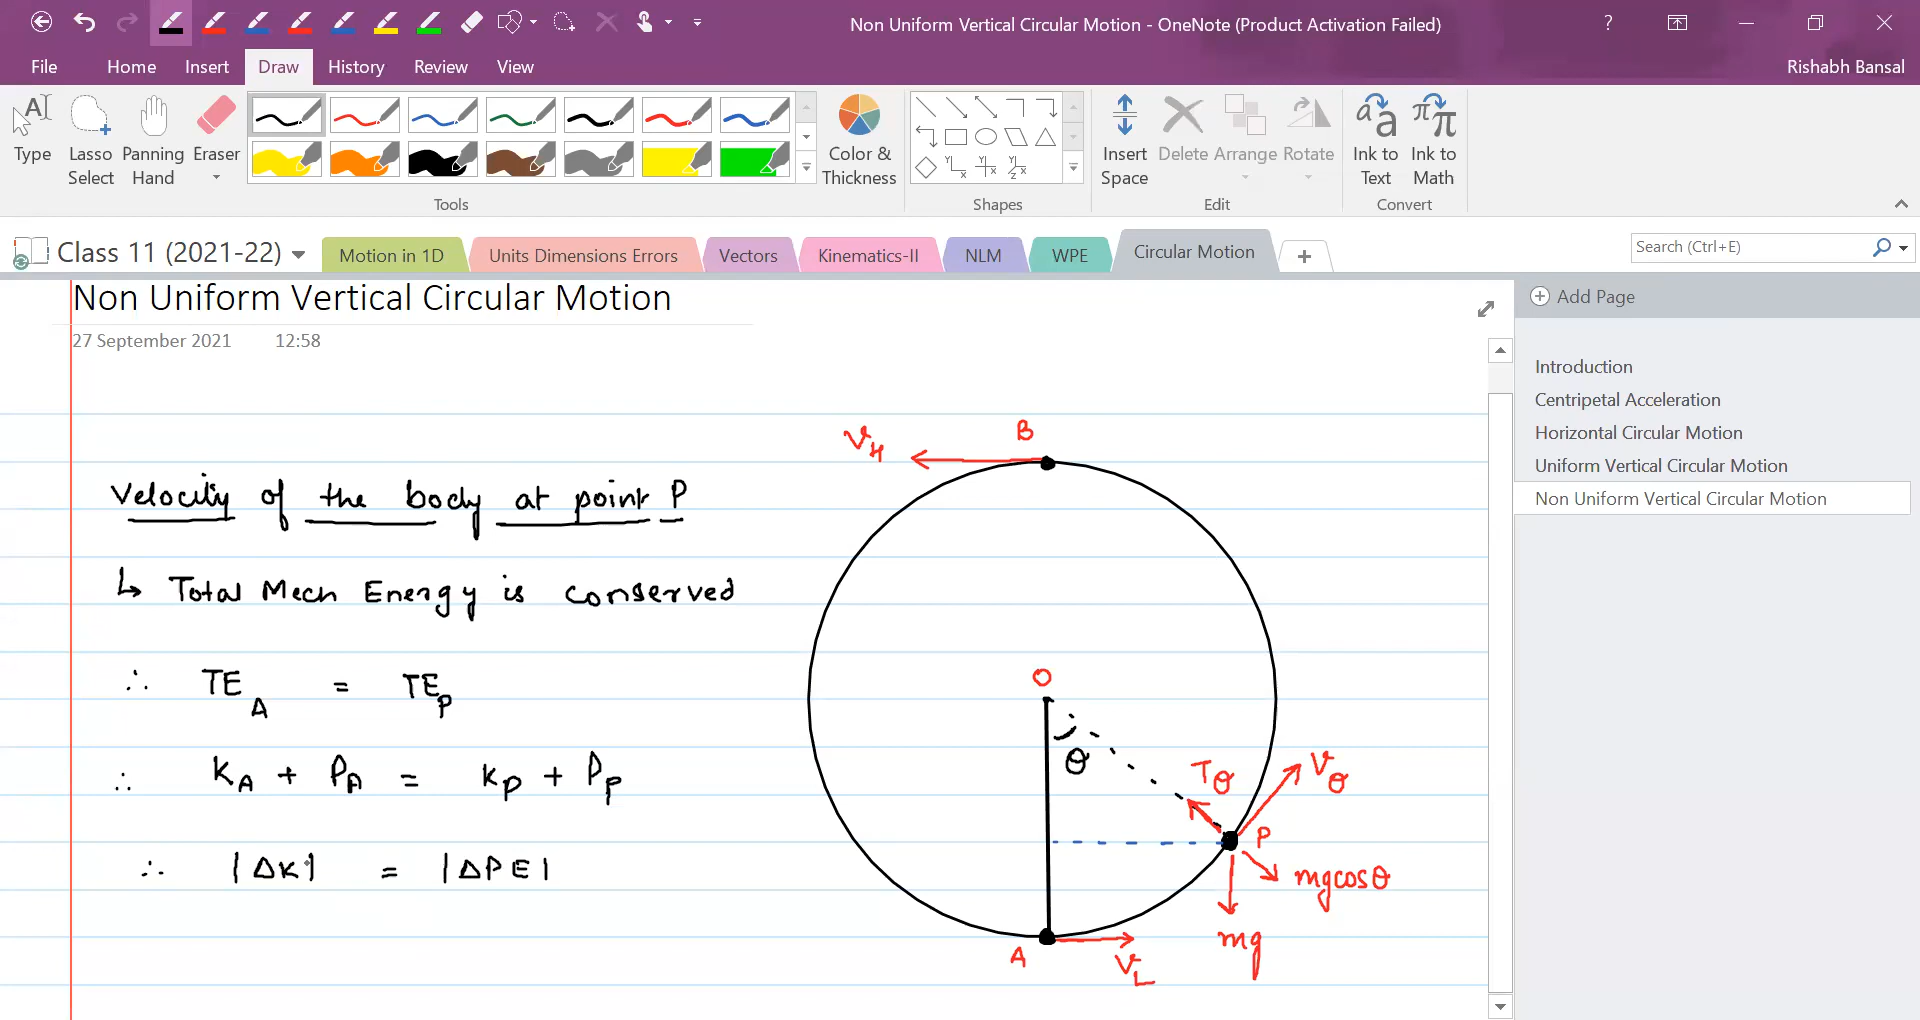 Non Uniform Vertical Circular Motion - OneNote (Product Activation Failed)
?
File Home Insert Draw History Review View
Rishabh Bansal
Type
Lasso Select
Panning Hand
Eraser
Color & Thickness
Insert Space
Delete
Arrange
Rotate
Ink to Text
Ink to Math
Tools
Shapes
Edit
Convert
Class 11 (2021-22)
Motion in 1D
Units Dimensions Errors
Vectors
Kinematics-II
NLM
WPE
Circular Motion
Search (Ctrl+E)
Non Uniform Vertical Circular Motion
27 September 2021 12:58
Velocity of the body at point P
↳ Total Mech Energy is conserved
∴ TE_A = TE_P
∴ K_A + P_A = K_P + P_P
∴ |ΔK| = |ΔPE|
V_H
B
O
θ
T_θ
V_θ
P
mgcosθ
mg
A
V_L
Add Page
Introduction
Centripetal Acceleration
Horizontal Circular Motion
Uniform Vertical Circular Motion
Non Uniform Vertical Circular Motion